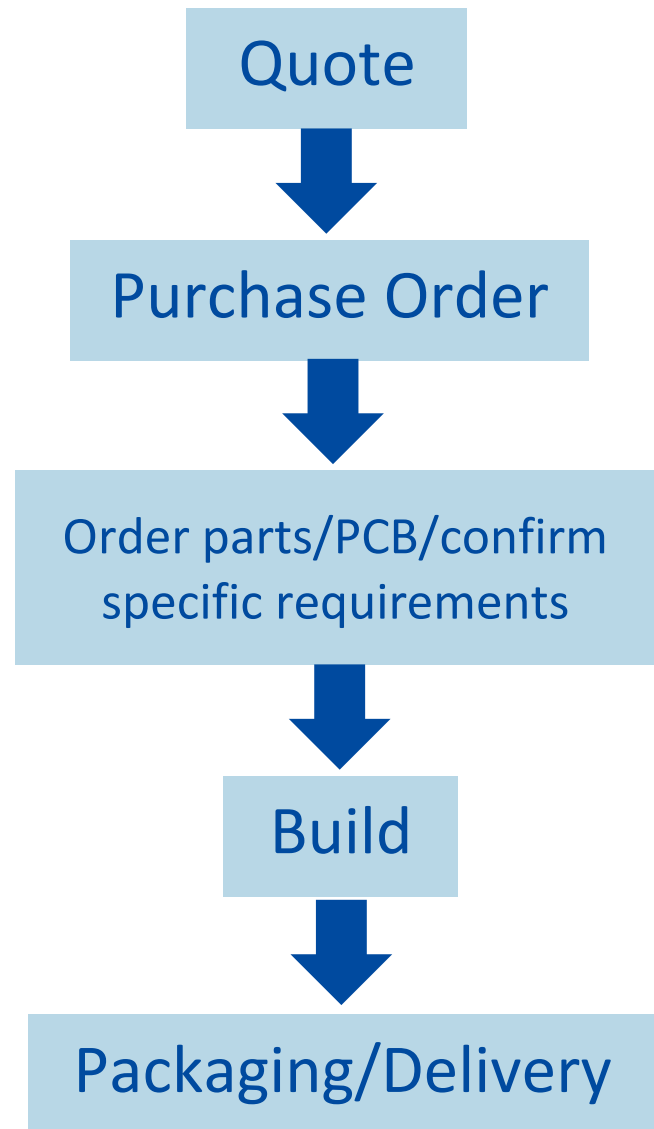 Quote
Purchase Order
Order parts/PCB/confirm
specific requirements
Build
Packaging/Delivery